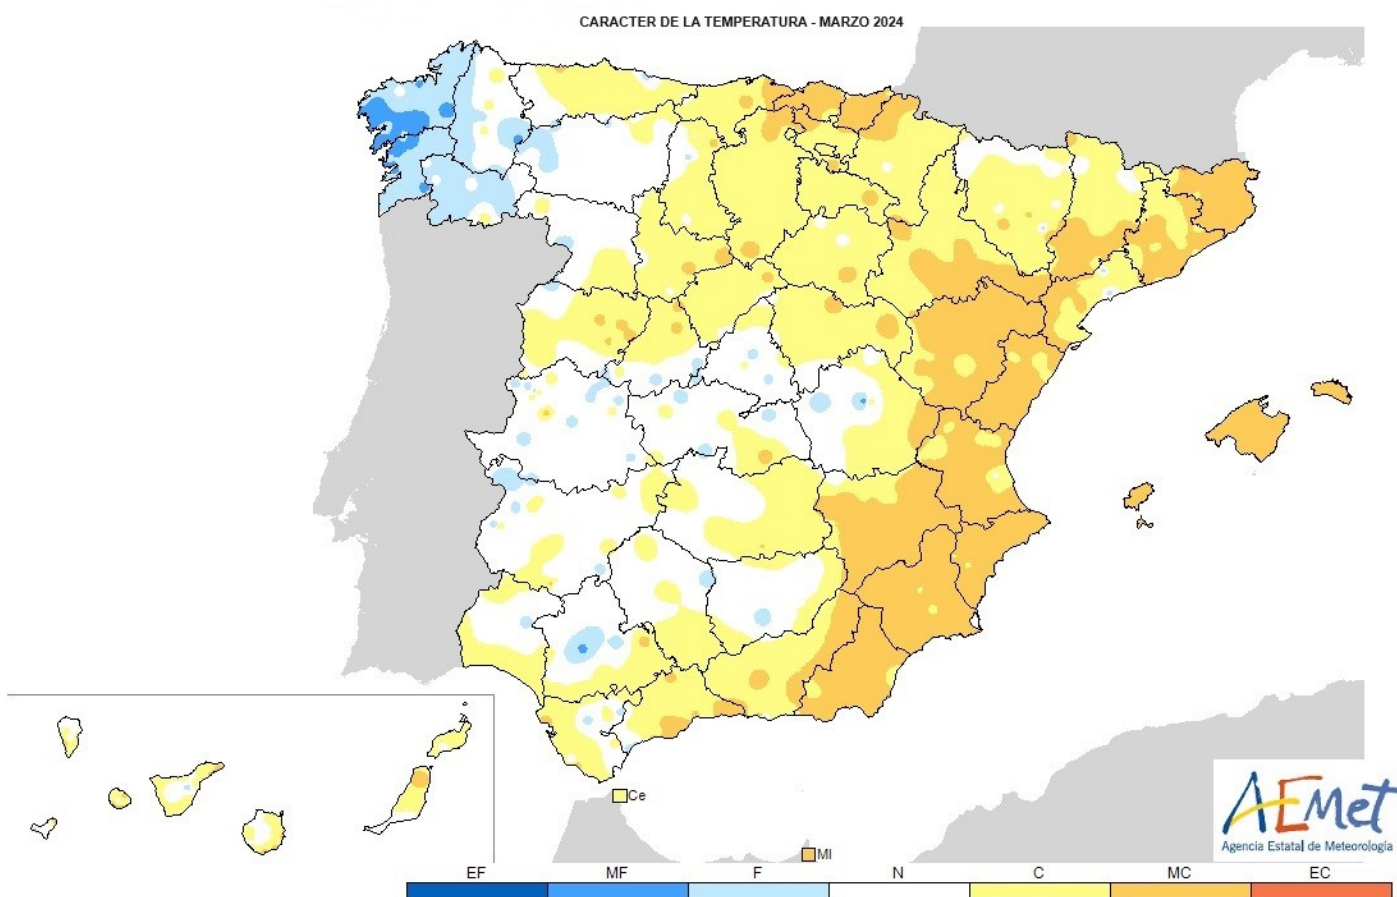 CARACTER DE LA TEMPERATURA - MARZO 2024
Ce
Ml
AEMet
Agencia Estatal de Meteorología
EF MF F N C MC EC